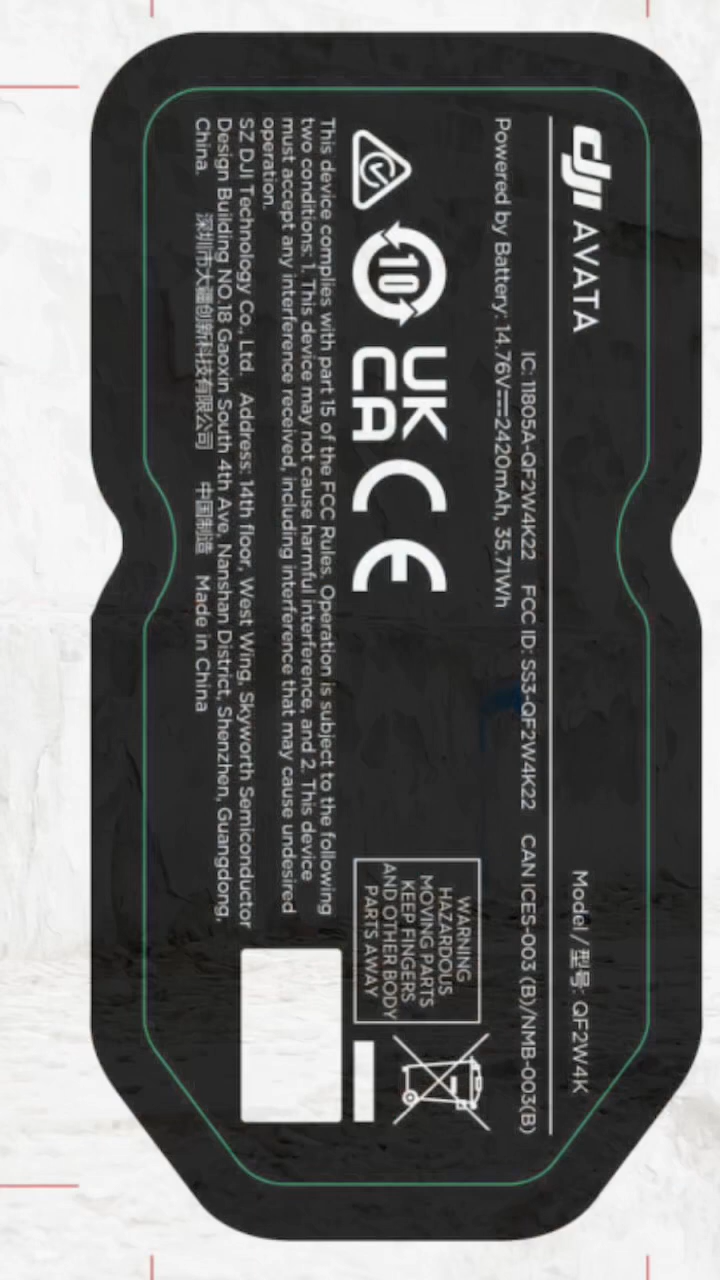 dji AVATA
Model / 型号: QF2W4K
IC: 11805A-QF2W4K22 FCC ID: SS3-QF2W4K22 CAN ICES-003 (B)/NMB-003(B)
Powered by Battery: 14.76V⎓2420mAh, 35.71Wh
10
UK
CA
CE
WARNING
HAZARDOUS
MOVING PARTS
KEEP FINGERS
AND OTHER BODY
PARTS AWAY
This device complies with part 15 of the FCC Rules. Operation is subject to the following
two conditions: 1. This device may not cause harmful interference, and 2. This device
must accept any interference received, including interference that may cause undesired
operation.
SZ DJI Technology Co., Ltd. Address: 14th floor, West Wing, Skyworth Semiconductor
Design Building NO.18 Gaoxin South 4th Ave, Nanshan District, Shenzhen, Guangdong,
China. 深圳市大疆创新科技有限公司 中国制造 Made in China